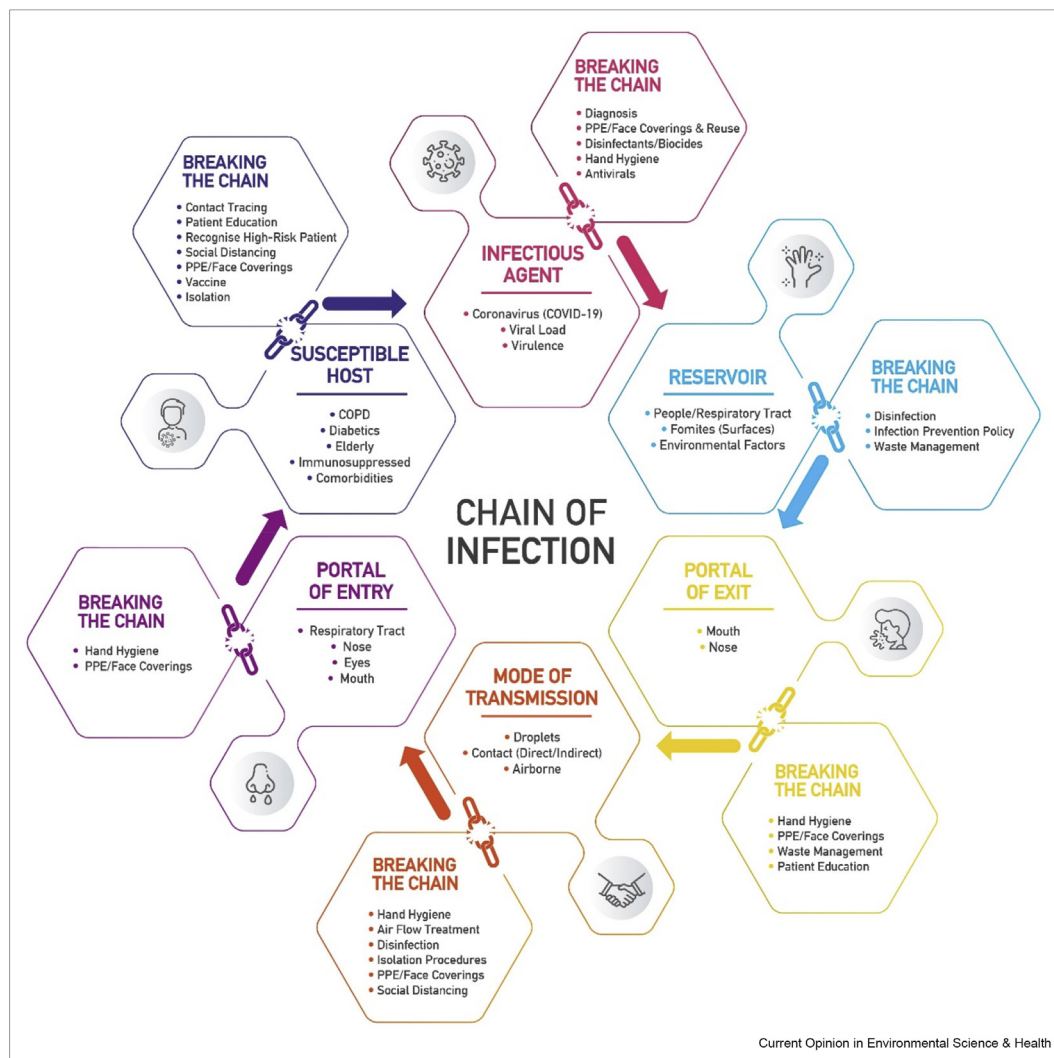 BREAKING
THE CHAIN
• Diagnosis
• PPE/Face Coverings & Reuse
• Disinfectants/Biocides
• Hand Hygiene
• Antivirals
INFECTIOUS
AGENT
• Coronavirus (COVID-19)
• Viral Load
• Virulence
RESERVOIR
• People/Respiratory Tract
• Fomites (Surfaces)
• Environmental Factors
BREAKING
THE CHAIN
• Disinfection
• Infection Prevention Policy
• Waste Management
PORTAL
OF EXIT
• Mouth
• Nose
BREAKING
THE CHAIN
• Hand Hygiene
• PPE/Face Coverings
• Waste Management
• Patient Education
MODE OF
TRANSMISSION
• Droplets
• Contact (Direct/Indirect)
• Airborne
BREAKING
THE CHAIN
• Hand Hygiene
• Air Flow Treatment
• Disinfection
• Isolation Procedures
• PPE/Face Coverings
• Social Distancing
PORTAL
OF ENTRY
• Respiratory Tract
• Nose
• Eyes
• Mouth
BREAKING
THE CHAIN
• Hand Hygiene
• PPE/Face Coverings
SUSCEPTIBLE
HOST
• COPD
• Diabetics
• Elderly
• Immunosuppressed
• Comorbidities
BREAKING
THE CHAIN
• Contact Tracing
• Patient Education
• Recognise High-Risk Patient
• Social Distancing
• PPE/Face Coverings
• Vaccine
• Isolation
CHAIN OF
INFECTION
Current Opinion in Environmental Science & Health